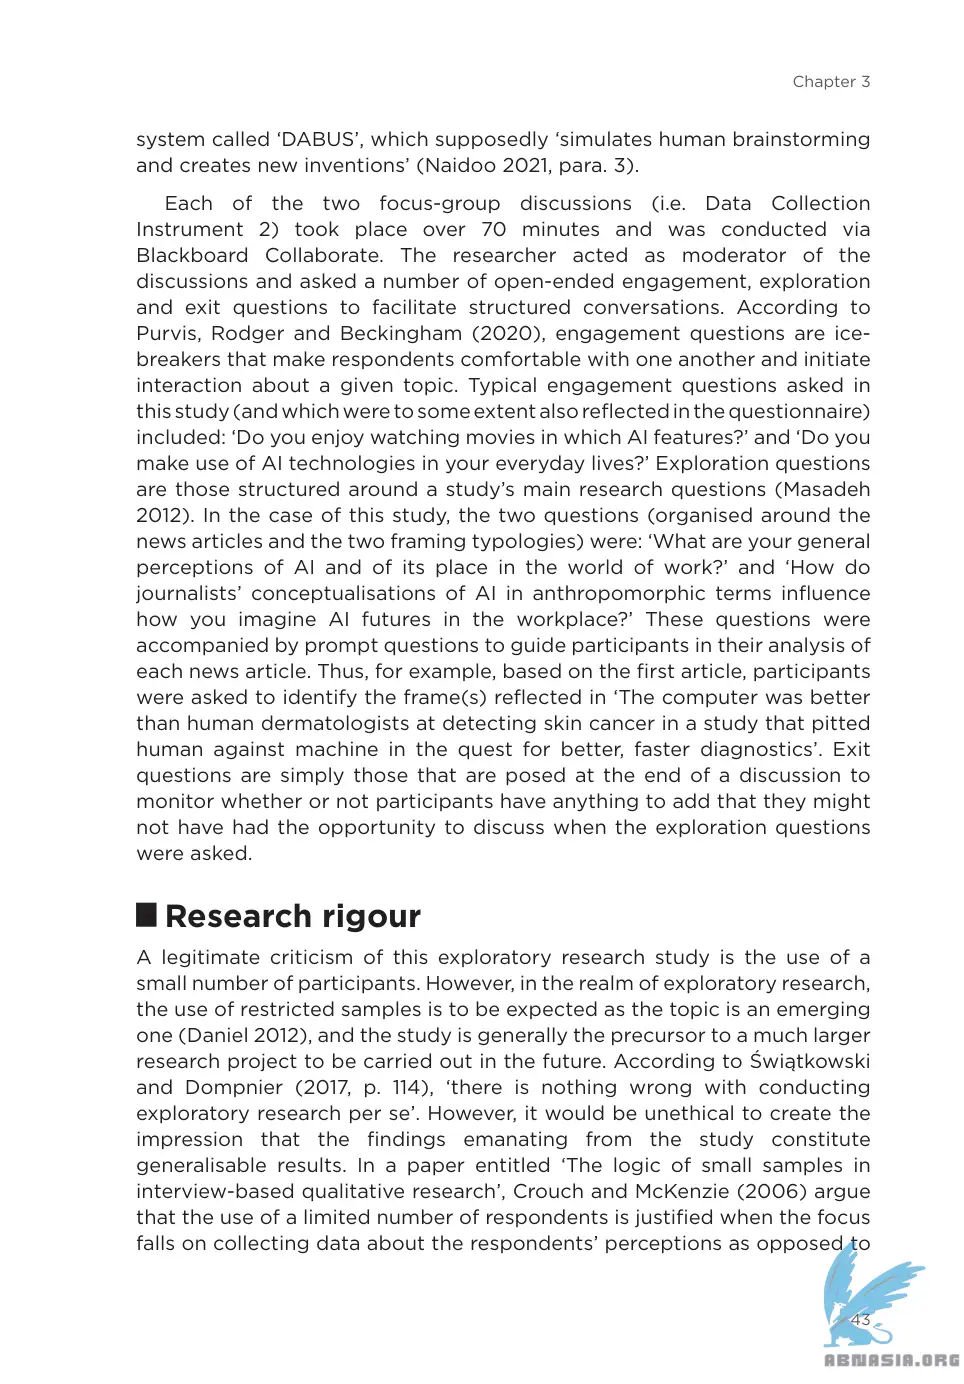 Chapter 3
system called ‘DABUS’, which supposedly ‘simulates human brainstorming
and creates new inventions’ (Naidoo 2021, para. 3).
Each of the two focus-group discussions (i.e. Data Collection
Instrument 2) took place over 70 minutes and was conducted via
Blackboard Collaborate. The researcher acted as moderator of the
discussions and asked a number of open-ended engagement, exploration
and exit questions to facilitate structured conversations. According to
Purvis, Rodger and Beckingham (2020), engagement questions are ice-
breakers that make respondents comfortable with one another and initiate
interaction about a given topic. Typical engagement questions asked in
this study (and which were to some extent also reflected in the questionnaire)
included: ‘Do you enjoy watching movies in which AI features?’ and ‘Do you
make use of AI technologies in your everyday lives?’ Exploration questions
are those structured around a study’s main research questions (Masadeh
2012). In the case of this study, the two questions (organised around the
news articles and the two framing typologies) were: ‘What are your general
perceptions of AI and of its place in the world of work?’ and ‘How do
journalists’ conceptualisations of AI in anthropomorphic terms influence
how you imagine AI futures in the workplace?’ These questions were
accompanied by prompt questions to guide participants in their analysis of
each news article. Thus, for example, based on the first article, participants
were asked to identify the frame(s) reflected in ‘The computer was better
than human dermatologists at detecting skin cancer in a study that pitted
human against machine in the quest for better, faster diagnostics’. Exit
questions are simply those that are posed at the end of a discussion to
monitor whether or not participants have anything to add that they might
not have had the opportunity to discuss when the exploration questions
were asked.
Research rigour
A legitimate criticism of this exploratory research study is the use of a
small number of participants. However, in the realm of exploratory research,
the use of restricted samples is to be expected as the topic is an emerging
one (Daniel 2012), and the study is generally the precursor to a much larger
research project to be carried out in the future. According to Świątkowski
and Dompnier (2017, p. 114), ‘there is nothing wrong with conducting
exploratory research per se’. However, it would be unethical to create the
impression that the findings emanating from the study constitute
generalisable results. In a paper entitled ‘The logic of small samples in
interview-based qualitative research’, Crouch and McKenzie (2006) argue
that the use of a limited number of respondents is justified when the focus
falls on collecting data about the respondents’ perceptions as opposed to
43
ABNASIA.ORG